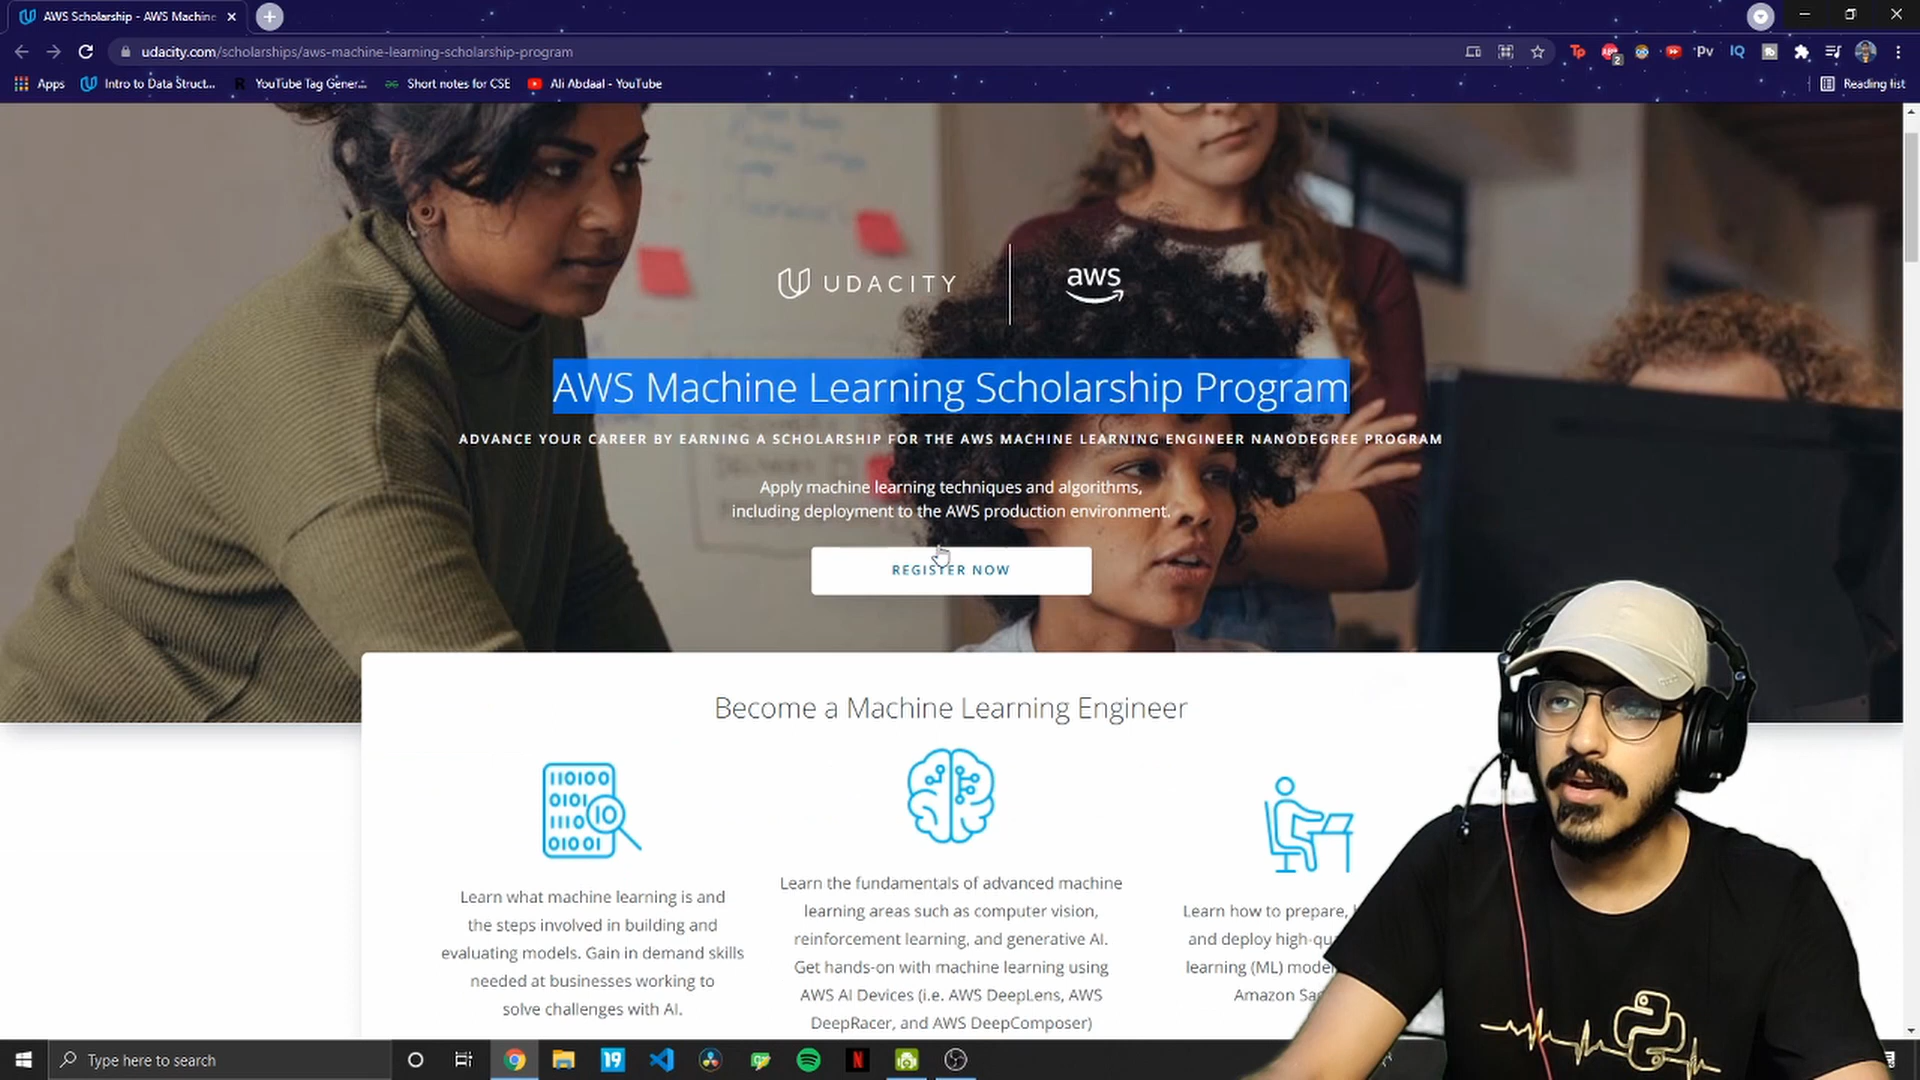 AWS Scholarship - AWS Machine
udacity.com/scholarships/aws-machine-learning-scholarship-program
Tp
2
Pv
IQ
Apps
Intro to Data Struct...
R
YouTube Tag Gener...
Short notes for CSE
Ali Abdaal - YouTube
Reading list
UDACITY
aws
AWS Machine Learning Scholarship Program
ADVANCE YOUR CAREER BY EARNING A SCHOLARSHIP FOR THE AWS MACHINE LEARNING ENGINEER NANODEGREE PROGRAM
Apply machine learning techniques and algorithms,
including deployment to the AWS production environment.
REGISTER NOW
Become a Machine Learning Engineer
Learn what machine learning is and
the steps involved in building and
evaluating models. Gain in demand skills
needed at businesses working to
solve challenges with AI.
Learn the fundamentals of advanced machine
learning areas such as computer vision,
reinforcement learning, and generative AI.
Get hands-on with machine learning using
AWS AI Devices (i.e. AWS DeepLens, AWS
DeepRacer, and AWS DeepComposer)
Learn how to prepare,
and deploy high-qu
learning (ML) mode
Amazon Sa
Type here to search
19
N